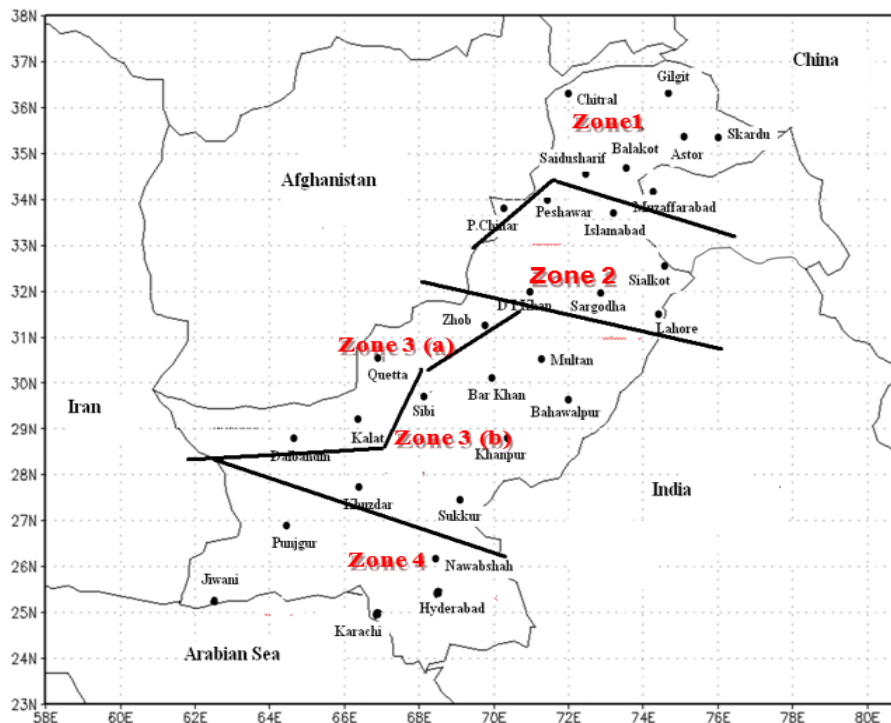 38N
37N
China
Gilgit
Chitral
36N
Zone1
Skardu
Balakot
Astor
35N
Saidusharif
Afghanistan
34N
Peshawar
Muzaffarabad
P.Chinar
Islamabad
33N
Zone 2
Sialkot
32N
D I Khan
Sargodha
Zhob
Lahore
31N
Zone 3 (a)
Multan
Quetta
Bar Khan
30N
Iran
Sibi
Bahawalpur
29N
Kalat
Zone 3 (b)
Dalbandin
Khanpur
28N
India
Khuzdar
Sukkur
27N
Punjgur
Zone 4
Nawabshah
26N
Jiwani
Hyderabad
25N
Karachi
Arabian Sea
24N
23N
58E 60E 62E 64E 66E 68E 70E 72E 74E 76E 78E 80E